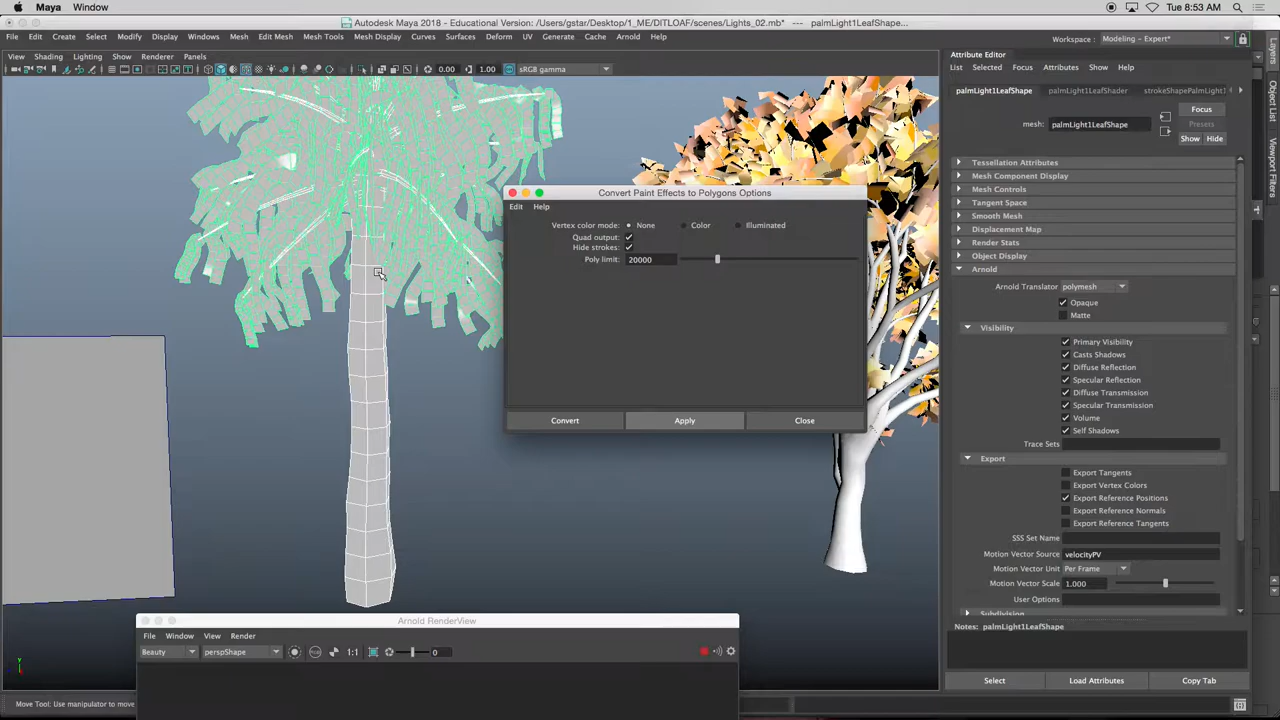 Maya Window Tue 8:53 AM
Autodesk Maya 2018 - Educational Version: /Users/gstar/Desktop/1_ME/DITLOAF/scenes/Lights_02.mb* --- palmLight1LeafShape...
File Edit Create Select Modify Display Windows Mesh Edit Mesh Mesh Tools Mesh Display Curves Surfaces Deform UV Generate Cache Arnold Help
Workspace : Modeling - Expert*
View Shading Lighting Show Renderer Panels
0.00 1.00 sRGB gamma
Attribute Editor
List Selected Focus Attributes Show Help
palmLight1LeafShape palmLight1LeafShader strokeShapePalmLight1
Focus
Presets
mesh: palmLight1LeafShape
Show Hide
Tessellation Attributes
Mesh Component Display
Mesh Controls
Tangent Space
Smooth Mesh
Displacement Map
Render Stats
Object Display
Arnold
Arnold Translator polymesh
Opaque
Matte
Visibility
Primary Visibility
Casts Shadows
Diffuse Reflection
Specular Reflection
Diffuse Transmission
Specular Transmission
Volume
Self Shadows
Trace Sets
Export
Export Tangents
Export Vertex Colors
Export Reference Positions
Export Reference Normals
Export Reference Tangents
SSS Set Name
Motion Vector Source velocityPV
Motion Vector Unit Per Frame
Motion Vector Scale 1.000
User Options
Subdivision
Notes: palmLight1LeafShape
Select Load Attributes Copy Tab
Layers
Object List
Viewport Filters
Convert Paint Effects to Polygons Options
Edit Help
Vertex color mode: None Color Illuminated
Quad output:
Hide strokes:
Poly limit: 20000
Convert Apply Close
Arnold RenderView
File Window View Render
Beauty perspShape 1:1 0
Move Tool: Use manipulator to move